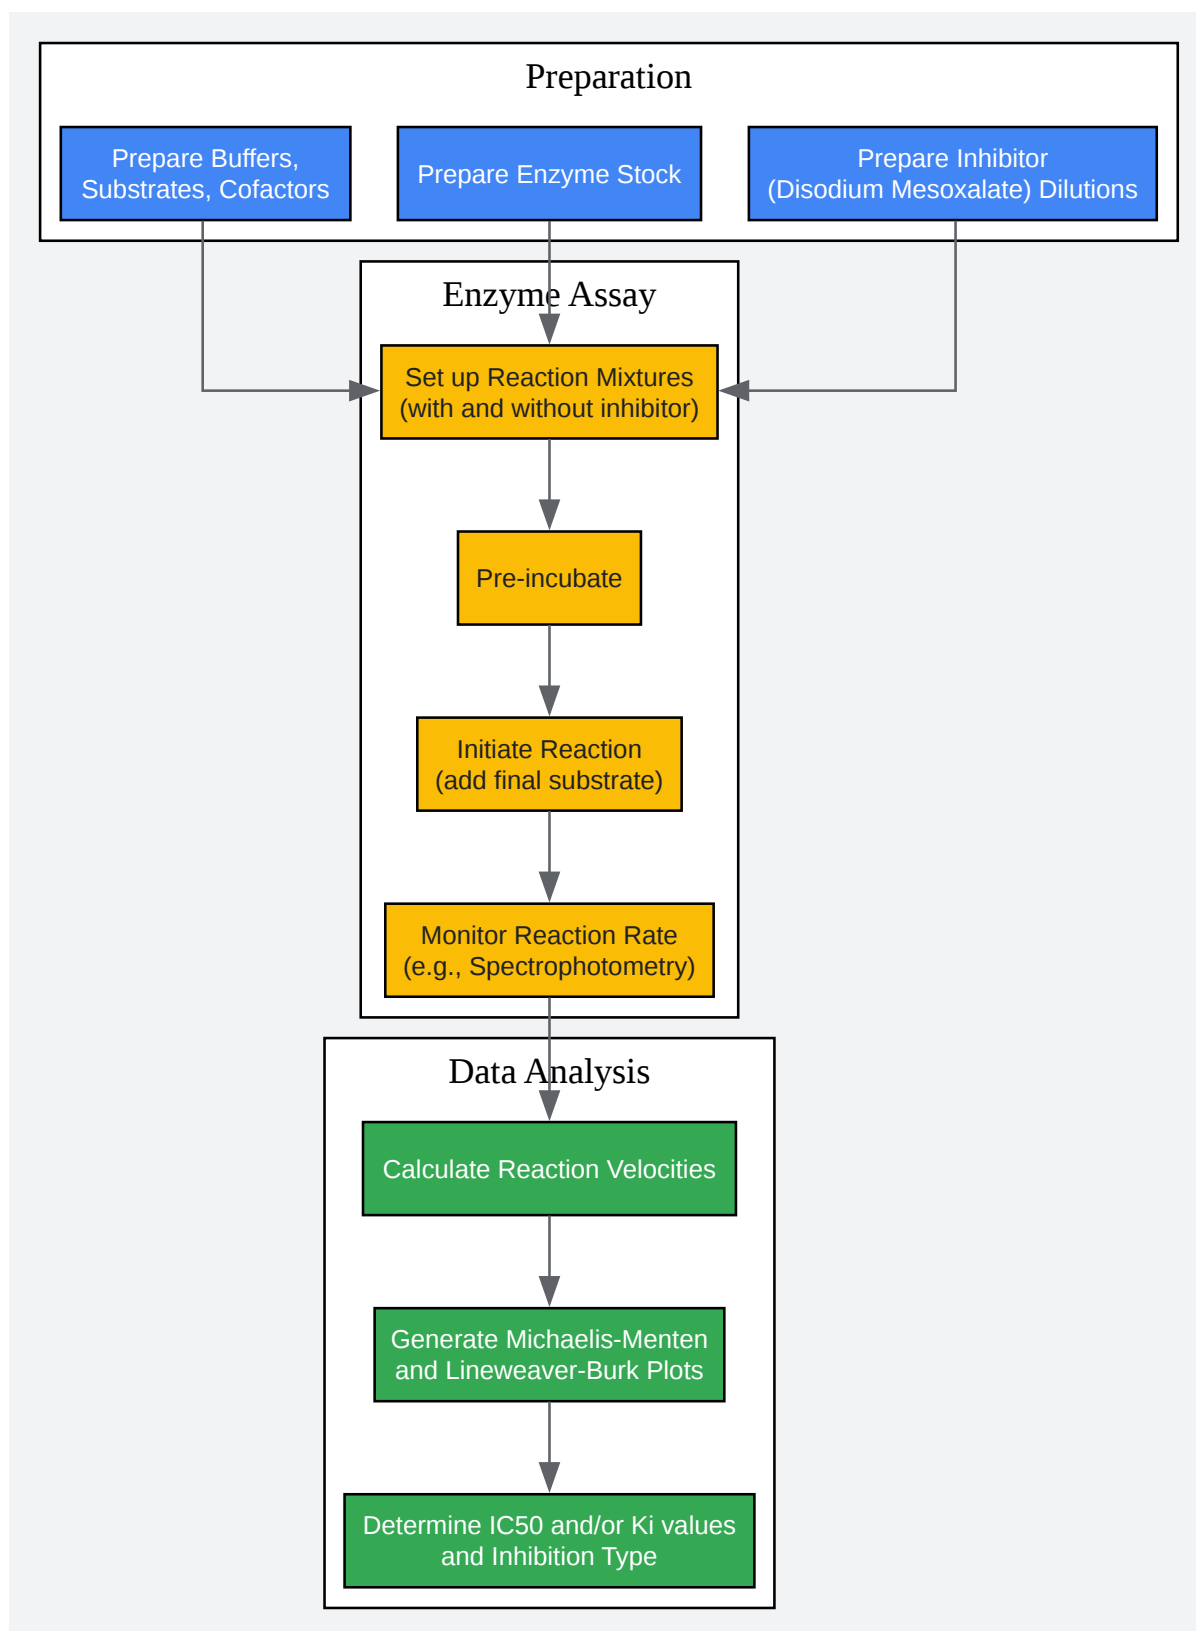 Preparation
Prepare Buffers,
Substrates, Cofactors
Prepare Enzyme Stock
Prepare Inhibitor
(Disodium Mesoxalate) Dilutions
Enzyme Assay
Set up Reaction Mixtures
(with and without inhibitor)
Pre-incubate
Initiate Reaction
(add final substrate)
Monitor Reaction Rate
(e.g., Spectrophotometry)
Data Analysis
Calculate Reaction Velocities
Generate Michaelis-Menten
and Lineweaver-Burk Plots
Determine IC50 and/or Ki values
and Inhibition Type